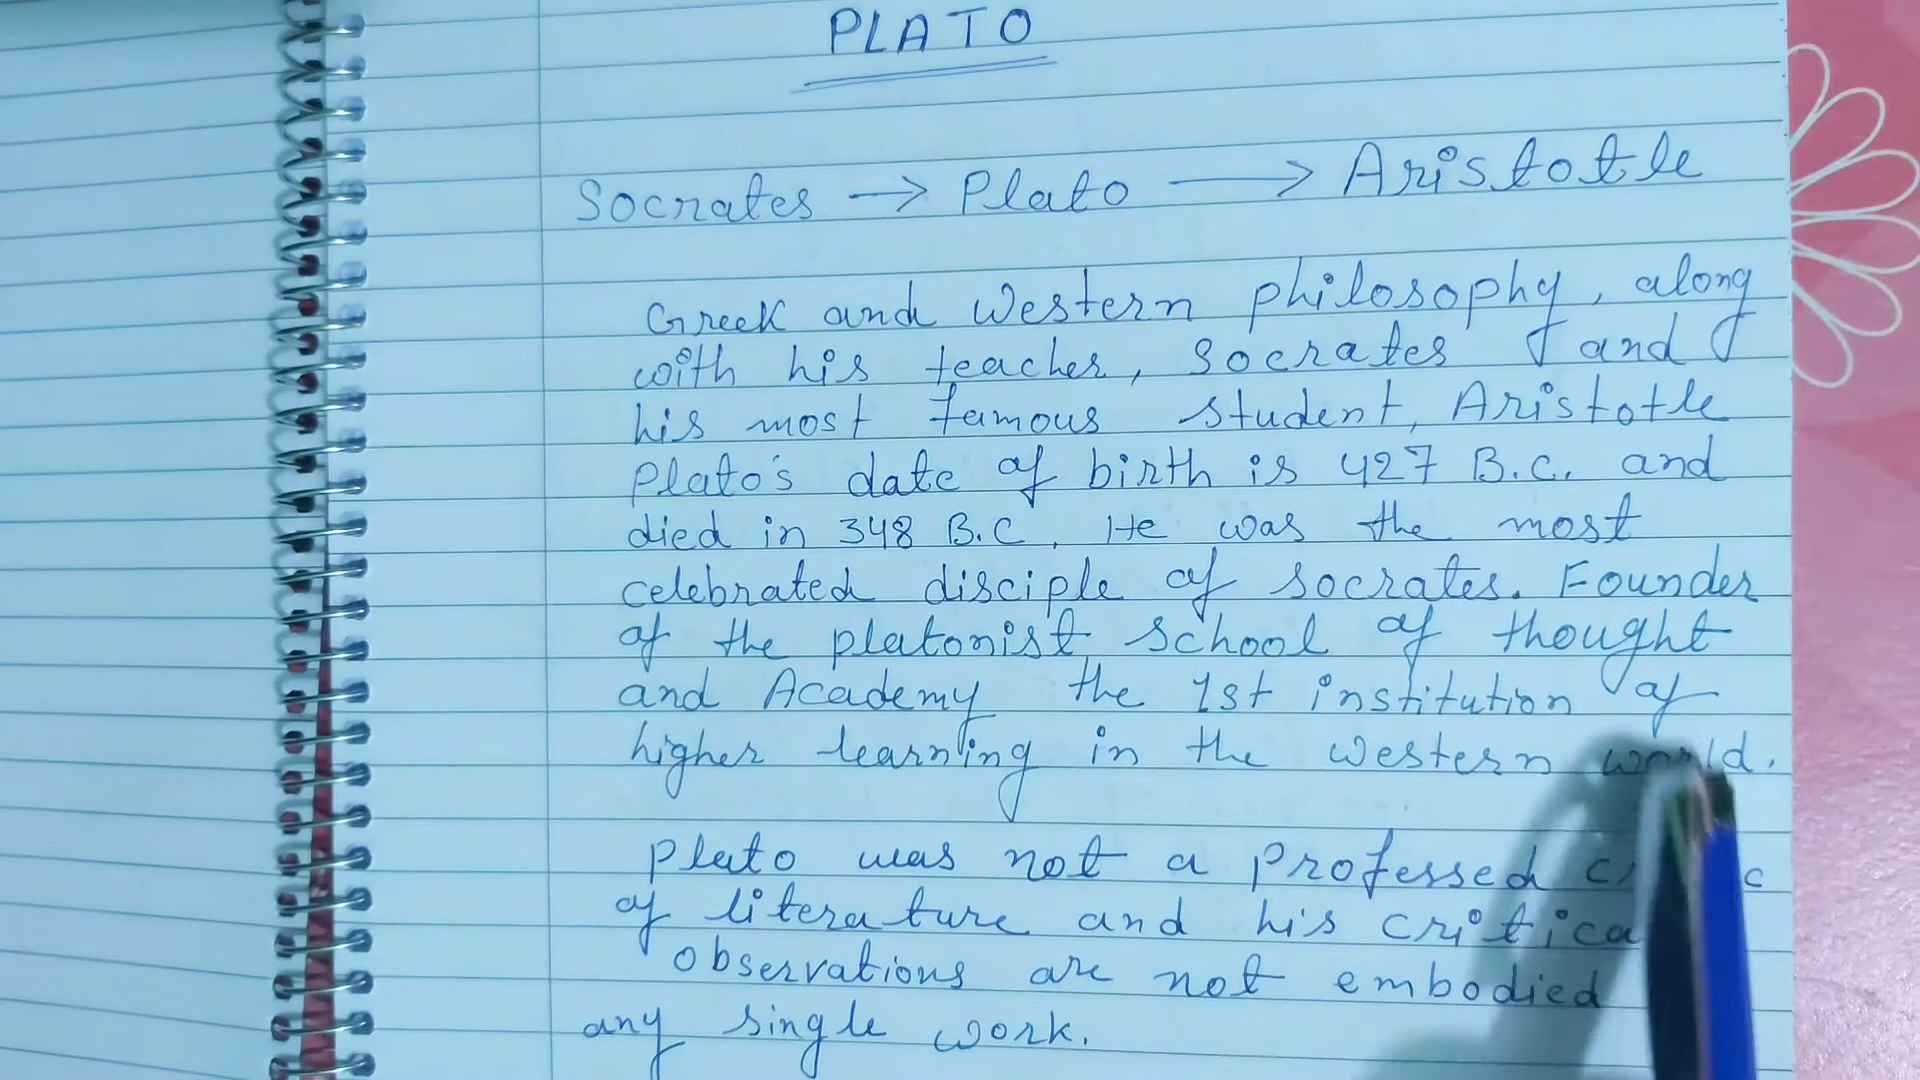 PLATO
Socrates → Plato → Aristotle
Greek and Western philosophy, along
with his teacher, Socrates and
his most famous student, Aristotle
Plato's date of birth is 427 B.C. and
died in 348 B.C. He was the most
celebrated disciple of Socrates. Founder
of the platonist school of thought
and Academy the 1st institution of
higher learning in the western world.
Plato was not a professed
of literature and his critica
observations are not embodied
any single work.